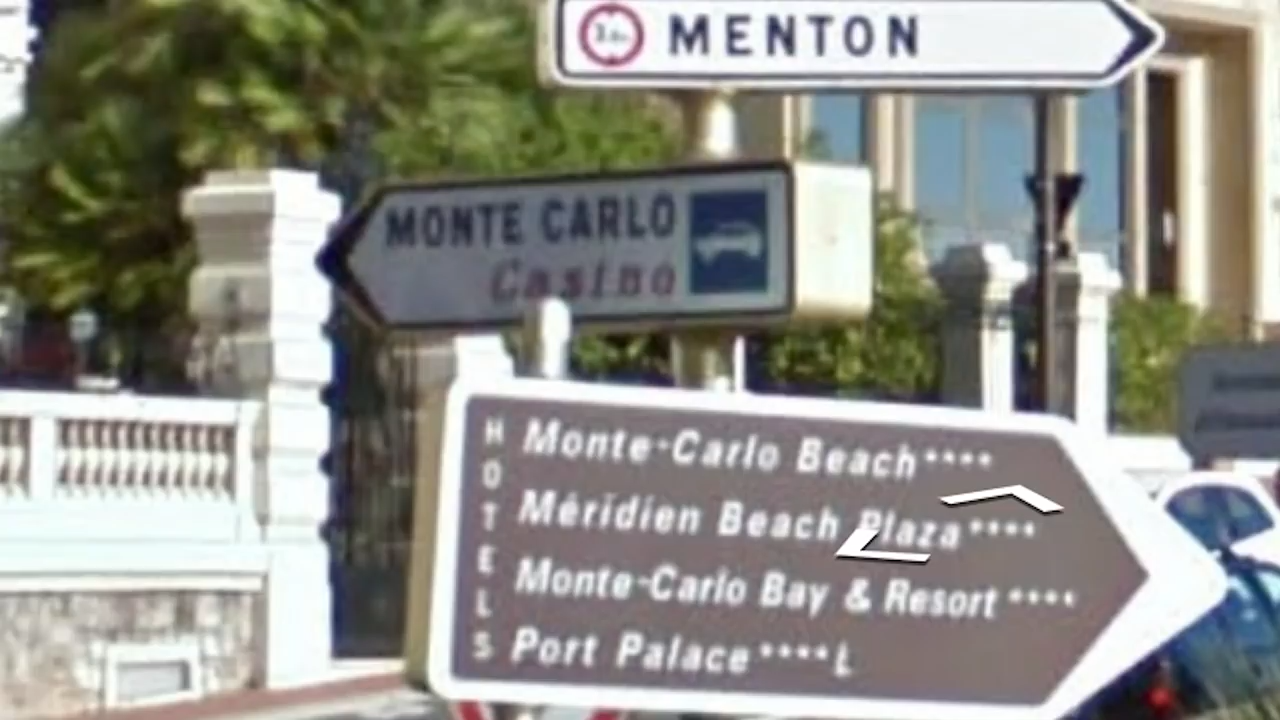 MENTON
MONTE CARLO
Casino
HOTELS
Monte-Carlo Beach****
Méridien Beach Plaza****
Monte-Carlo Bay & Resort****
Port Palace****L